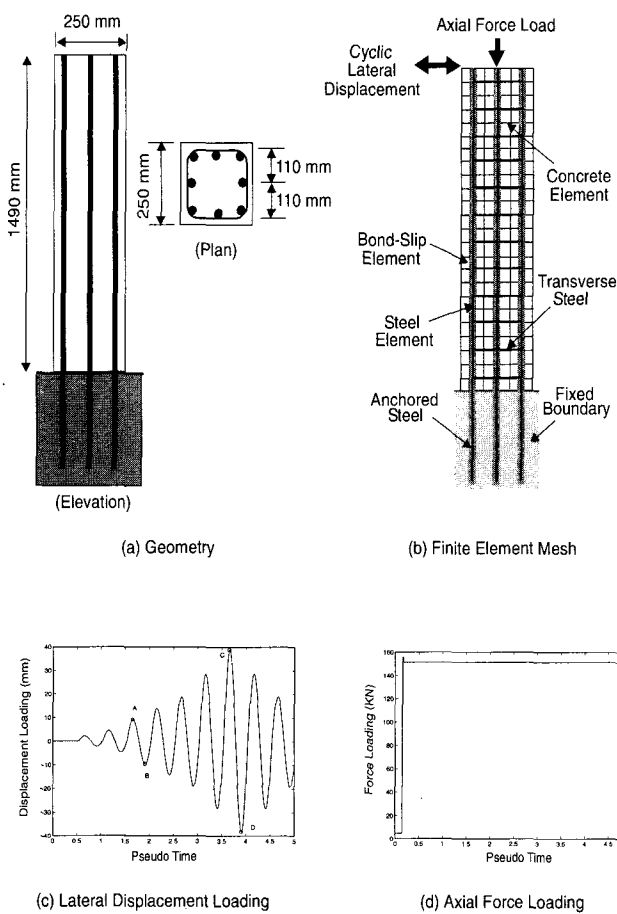 250 mm
1490 mm
250 mm
110 mm
110 mm
(Plan)
(Elevation)
(a) Geometry
Axial Force Load
Cyclic
Lateral
Displacement
Concrete
Element
Bond-Slip
Element
Transverse
Steel
Steel
Element
Anchored
Steel
Fixed
Boundary
(b) Finite Element Mesh
Displacement Loading (mm)
40
30
20
10
0
-10
-20
-30
-40
A
B
C
D
0 0.5 1 1.5 2 2.5 3 3.5 4 4.5 5
Pseudo Time
(c) Lateral Displacement Loading
Force Loading (KN)
160
140
120
100
80
60
40
20
0
0 0.5 1 1.5 2 2.5 3 3.5 4 4.5
Pseudo Time
(d) Axial Force Loading